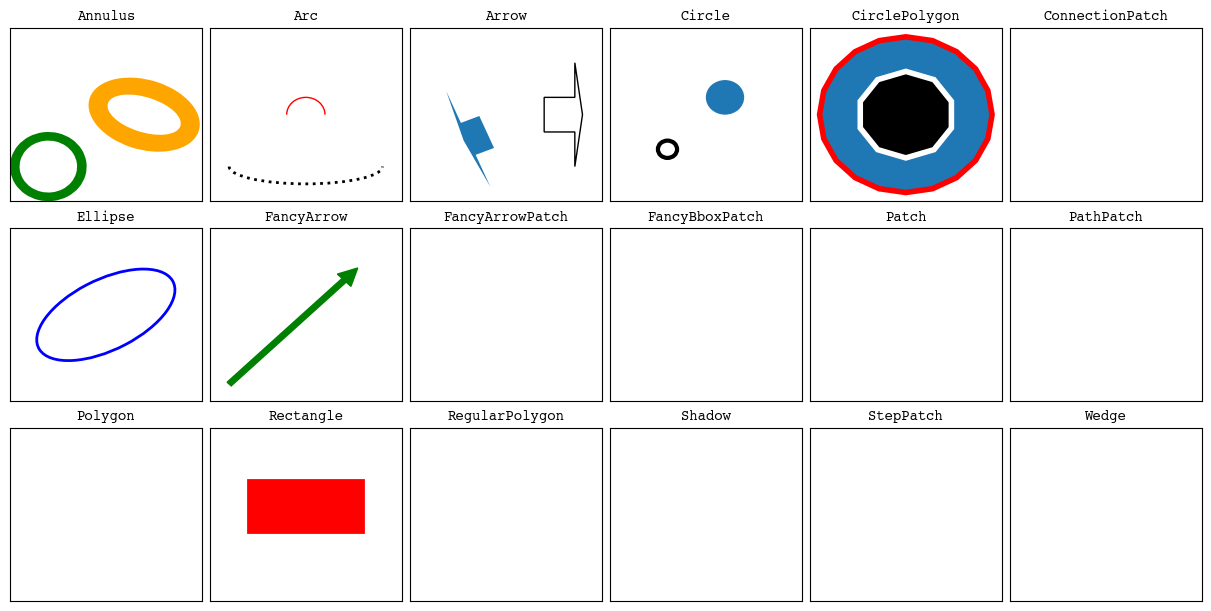 Annulus
Arc
Arrow
Circle
CirclePolygon
ConnectionPatch
Ellipse
FancyArrow
FancyArrowPatch
FancyBboxPatch
Patch
PathPatch
Polygon
Rectangle
RegularPolygon
Shadow
StepPatch
Wedge